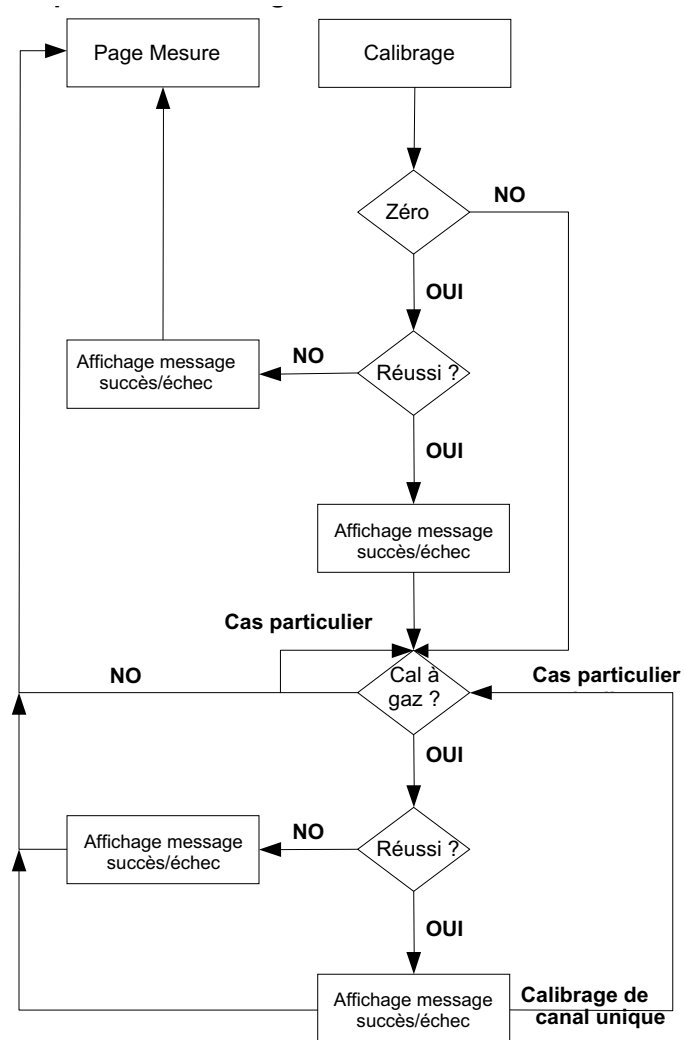 Page Mesure
Calibrage
Zéro
NO
OUI
Affichage message
succès/échec
NO
Réussi ?
OUI
Affichage message
succès/échec
Cas particulier
NO
Cal à
gaz ?
Cas particulier
OUI
Affichage message
succès/échec
NO
Réussi ?
OUI
Affichage message
succès/échec
Calibrage de
canal unique